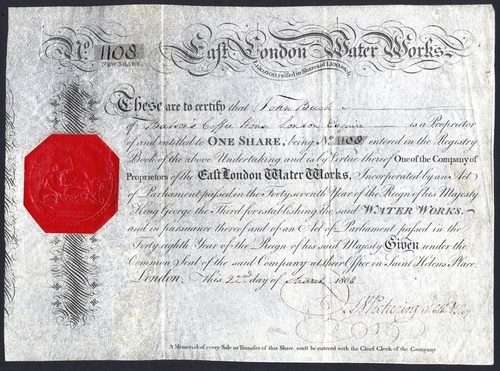 No. 1108 East London Water Works.
NEW SHARE.
raised in Shares of £100 each
These are to certify that John
of Coffee House London Esquire is a Proprietor
of and entitled to ONE SHARE, being No. 1108 entered in the Registry
Book of the above Undertaking and is by Virtue thereof One of the Company of
Proprietors of the EAST LONDON WATER WORKS, Incorporated by an Act
of Parliament passed in the Forty seventh Year of the Reign of his Majesty
King George the Third for establishing the said WATER WORKS.
and in pursuance thereof and of an Act of Parliament passed in the
Forty eighth Year of the Reign of his said Majesty Given under the
Common Seal of the said Company at their Office in Saint Helens Place,
London, This 22nd day of 1808
A Memorial of every Sale or Transfer of this Share must be entered with the Chief Clerk of the Company.